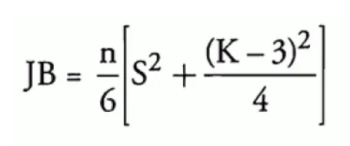 JB = n/6 [S² + (K – 3)²/4]